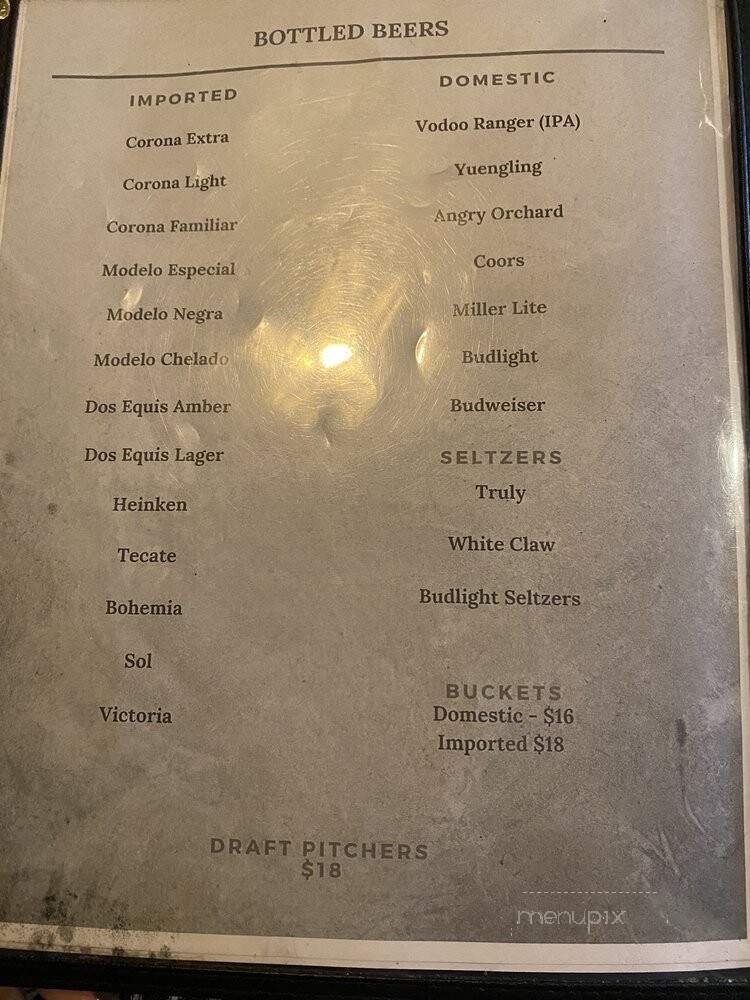 BOTTLED BEERS
IMPORTED
Corona Extra
Corona Light
Corona Familiar
Modelo Especial
Modelo Negra
Modelo Chelado
Dos Equis Amber
Dos Equis Lager
Heinken
Tecate
Bohemia
Sol
Victoria
DOMESTIC
Vodoo Ranger (IPA)
Yuengling
Angry Orchard
Coors
Miller Lite
Budlight
Budweiser
SELTZERS
Truly
White Claw
Budlight Seltzers
BUCKETS
Domestic - $16
Imported $18
DRAFT PITCHERS
$18
menupix